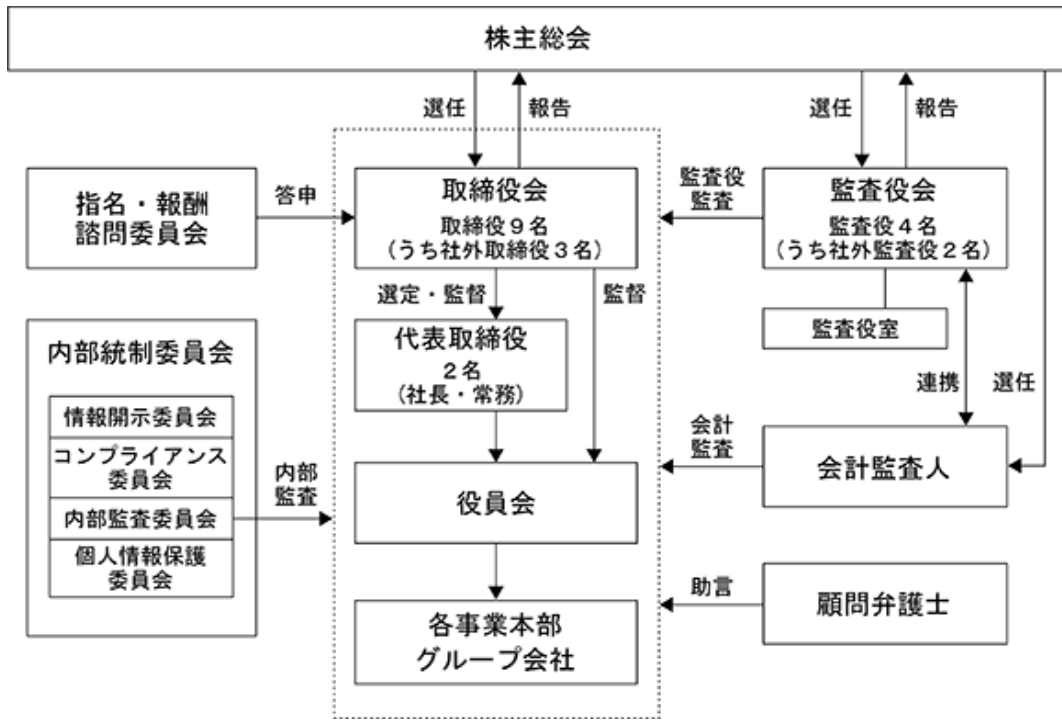 株主総会
選任
報告
選任
報告
指名・報酬
諮問委員会
答申
取締役会
取締役9名
(うち社外取締役3名)
監査役
監査
監査役会
監査役4名
(うち社外監査役2名)
選定・監督
監督
監査役室
代表取締役
2名
(社長・常務)
連携
選任
内部統制委員会
情報開示委員会
コンプライアンス
委員会
内部監査委員会
個人情報保護
委員会
内部
監査
役員会
会計
監査
会計監査人
助言
顧問弁護士
各事業本部
グループ会社